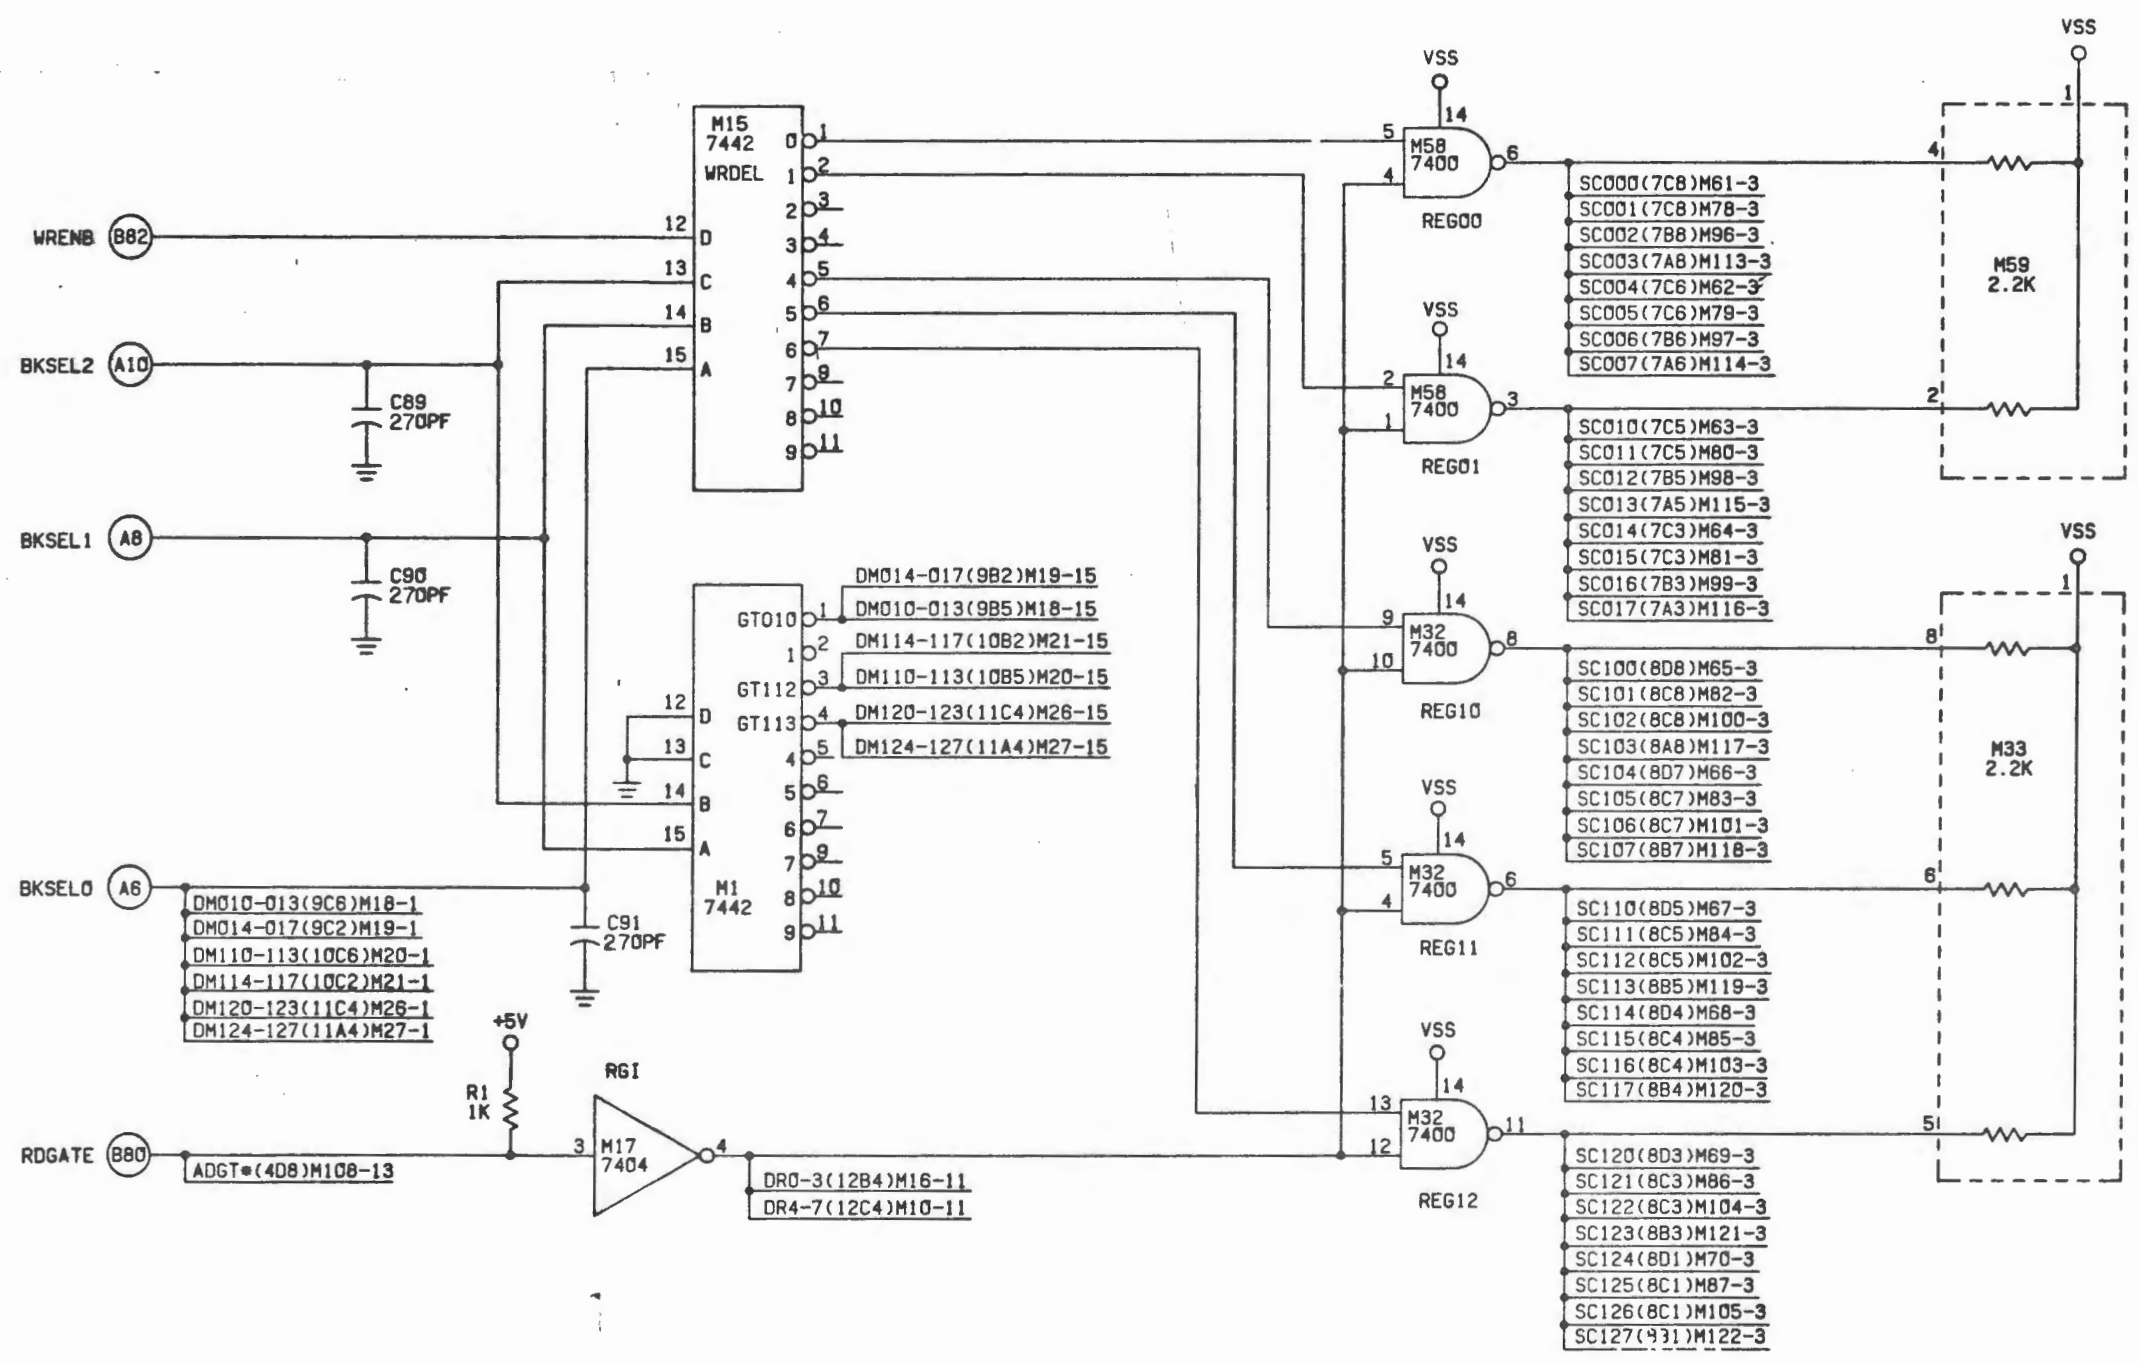 WRENB B82
BKSEL2 A10
C89
270PF
BKSEL1 A8
C90
270PF
BKSEL0 A6
DM010-013(9C6)M18-1
DM014-017(9C2)M19-1
DM110-113(10C6)M20-1
DM114-117(10C2)M21-1
DM120-123(11C4)M26-1
DM124-127(11A4)M27-1
C91
270PF
+5V
R1
1K
RDGATE B80
ADGT*(4D8)M108-13
RGI
3 M17 4
7404
DR0-3(12B4)M16-11
DR4-7(12C4)M10-11
M15
7442
WRDEL
12 D
13 C
14 B
15 A
0 1
1 2
2 3
3 4
4 5
5 6
6 7
7 9
8 10
9 11
M1
7442
12 D
13 C
14 B
15 A
GT010 1
1 2
GT112 3
GT113 4
4 5
5 6
6 7
7 9
8 10
9 11
DM014-017(9B2)M19-15
DM010-013(9B5)M18-15
DM114-117(10B2)M21-15
DM110-113(10B5)M20-15
DM120-123(11C4)M26-15
DM124-127(11A4)M27-15
VSS
14
5 M58 6
4 7400
REG00
SC000(7C8)M61-3
SC001(7C8)M78-3
SC002(7B8)M96-3
SC003(7A8)M113-3
SC004(7C6)M62-3
SC005(7C6)M79-3
SC006(7B6)M97-3
SC007(7A6)M114-3
VSS
14
2 M58 3
1 7400
REG01
SC010(7C5)M63-3
SC011(7C5)M80-3
SC012(7B5)M98-3
SC013(7A5)M115-3
SC014(7C3)M64-3
SC015(7C3)M81-3
SC016(7B3)M99-3
SC017(7A3)M116-3
VSS
14
9 M32 8
10 7400
REG10
SC100(8D8)M65-3
SC101(8C8)M82-3
SC102(8C8)M100-3
SC103(8A8)M117-3
SC104(8D7)M66-3
SC105(8C7)M83-3
SC106(8C7)M101-3
SC107(8B7)M118-3
VSS
14
5 M32 6
4 7400
REG11
SC110(8D5)M67-3
SC111(8C5)M84-3
SC112(8C5)M102-3
SC113(8B5)M119-3
SC114(8D4)M68-3
SC115(8C4)M85-3
SC116(8C4)M103-3
SC117(8B4)M120-3
VSS
14
13 M32 11
12 7400
REG12
SC120(8D3)M69-3
SC121(8C3)M86-3
SC122(8C3)M104-3
SC123(8B3)M121-3
SC124(8D1)M70-3
SC125(8C1)M87-3
SC126(8C1)M105-3
VSS
1
4
M59
2.2K
2
VSS
1
8
M33
2.2K
6
5